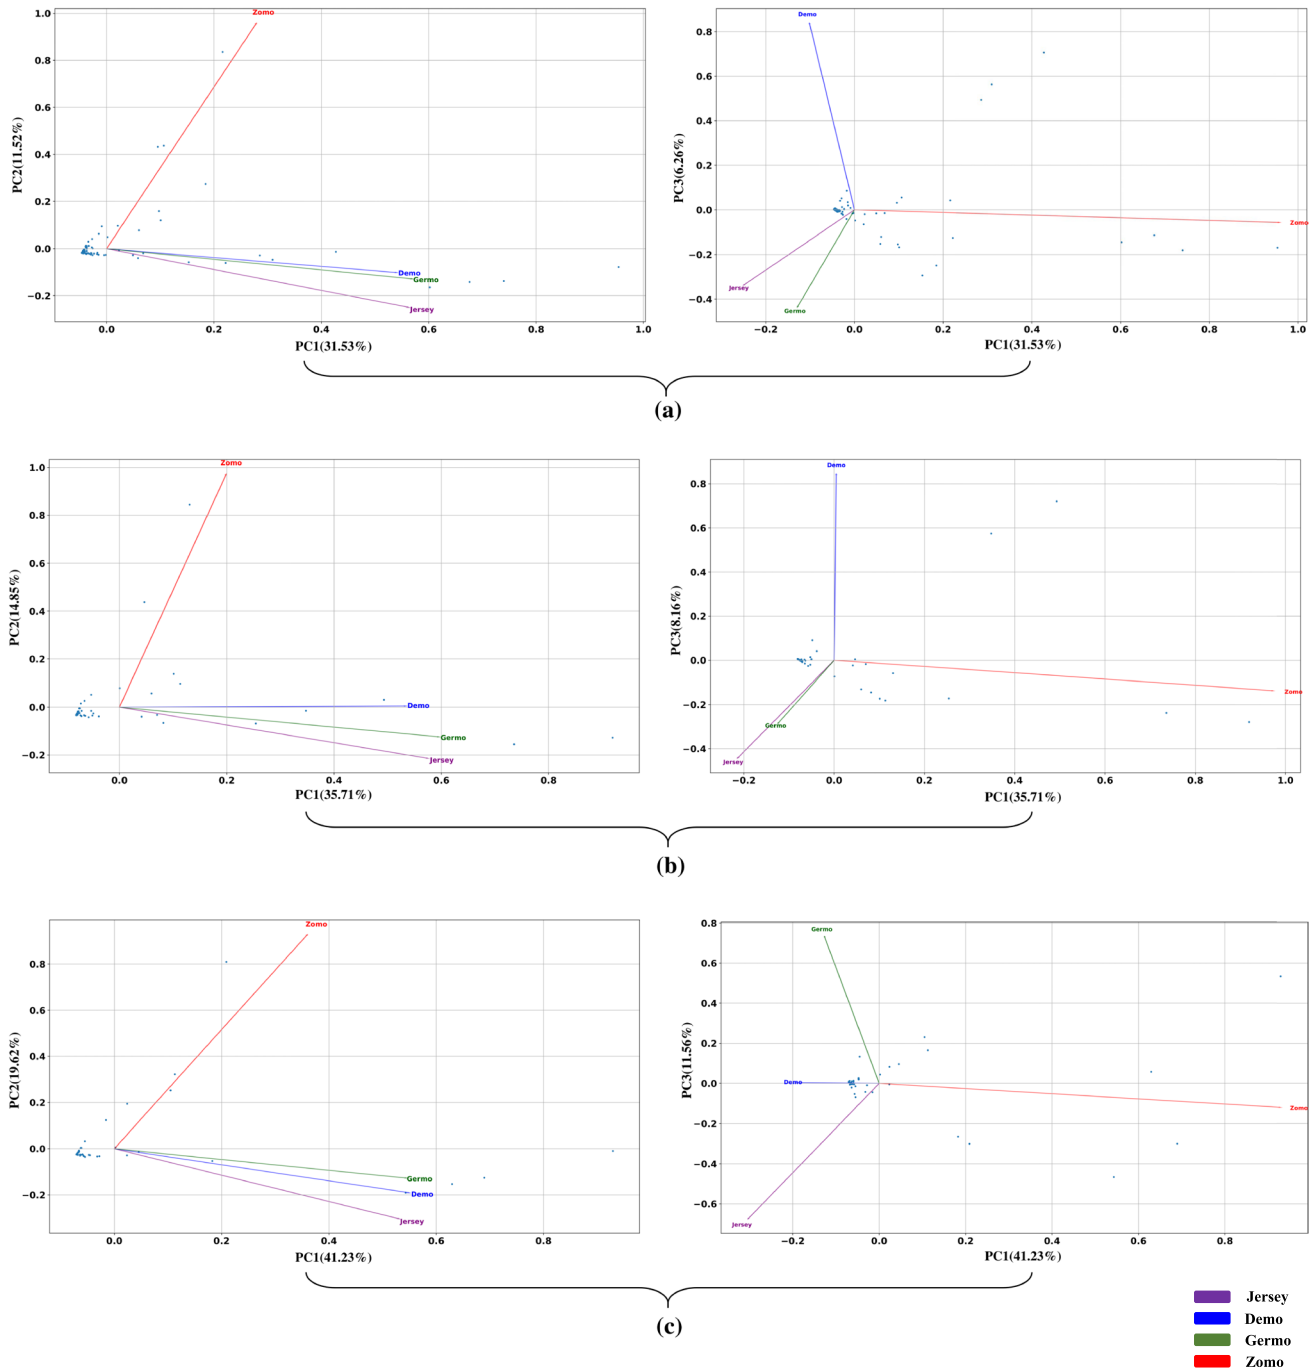 1.0
0.8
0.6
0.4
0.2
0.0
−0.2
PC2(11.52%)
Zomo
Demo
Germo
Jersey
0.0 0.2 0.4 0.6 0.8 1.0
PC1(31.53%)
0.8
0.6
0.4
0.2
0.0
−0.2
−0.4
PC3(6.26%)
Demo
Zomo
Jersey
Germo
−0.2 0.0 0.2 0.4 0.6 0.8 1.0
PC1(31.53%)
(a)
1.0
0.8
0.6
0.4
0.2
0.0
−0.2
PC2(14.85%)
Zomo
Demo
Germo
Jersey
0.0 0.2 0.4 0.6 0.8
PC1(35.71%)
0.8
0.6
0.4
0.2
0.0
−0.2
−0.4
PC3(8.16%)
Demo
Zomo
Germo
Jersey
−0.2 0.0 0.2 0.4 0.6 0.8 1.0
PC1(35.71%)
(b)
0.8
0.6
0.4
0.2
0.0
−0.2
PC2(19.62%)
Zomo
Germo
Demo
Jersey
0.0 0.2 0.4 0.6 0.8
PC1(41.23%)
0.8
0.6
0.4
0.2
0.0
−0.2
−0.4
−0.6
PC3(11.56%)
Germo
Demo
Zomo
Jersey
−0.2 0.0 0.2 0.4 0.6 0.8
PC1(41.23%)
(c)
Jersey
Demo
Germo
Zomo